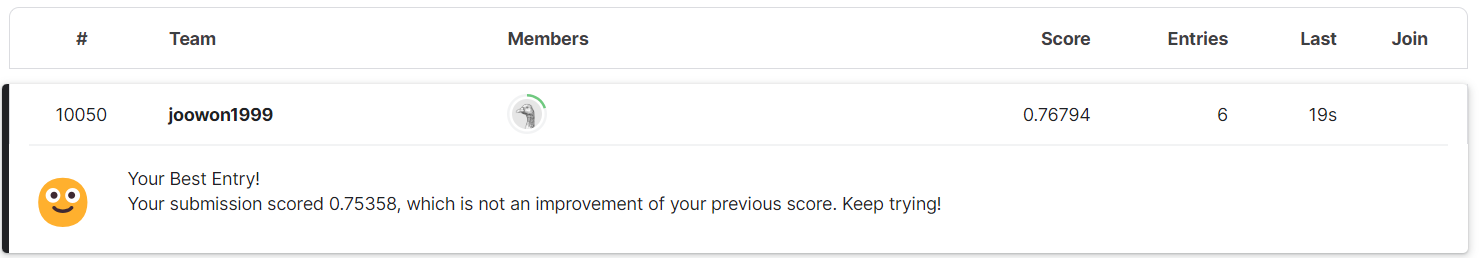 # Team Members Score Entries Last Join
10050 joowon1999 0.76794 6 19s
Your Best Entry!
Your submission scored 0.75358, which is not an improvement of your previous score. Keep trying!